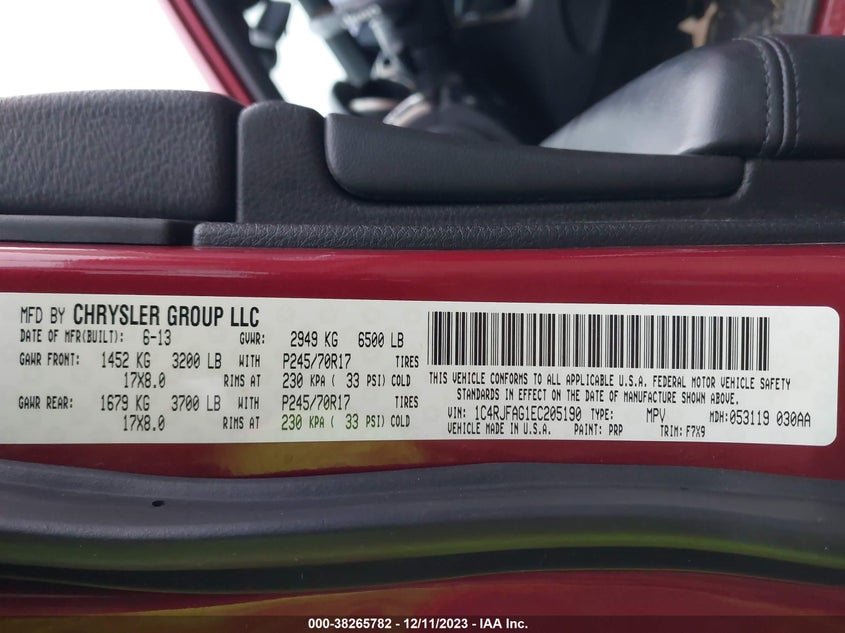 MFD BY CHRYSLER GROUP LLC
DATE OF MFR(BUILT): 6-13 GVWR: 2949 KG 6500 LB
GAWR FRONT: 1452 KG 3200 LB WITH P245/70R17 TIRES
17X8.0 RIMS AT 230 KPA ( 33 PSI) COLD
GAWR REAR: 1679 KG 3700 LB WITH P245/70R17 TIRES
17X8.0 RIMS AT 230 KPA ( 33 PSI) COLD
THIS VEHICLE CONFORMS TO ALL APPLICABLE U.S.A. FEDERAL MOTOR VEHICLE SAFETY
STANDARDS IN EFFECT ON THE DATE OF MANUFACTURE SHOWN ABOVE.
VIN: 1C4RJFAG1EC205190 TYPE: MPV MDH: 053119 030AA
VEHICLE MADE IN U.S.A. PAINT: PRP TRIM: F7X9
000-38265782 - 12/11/2023 - IAA Inc.